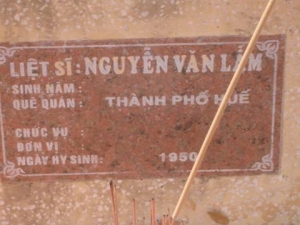 LIỆT SĨ: NGUYỄN VĂN LẮM
SINH NĂM:
QUÊ QUÁN: THÀNH PHỐ HUẾ
CHỨC VỤ :
ĐƠN VỊ :
NGÀY HY SINH: 1950